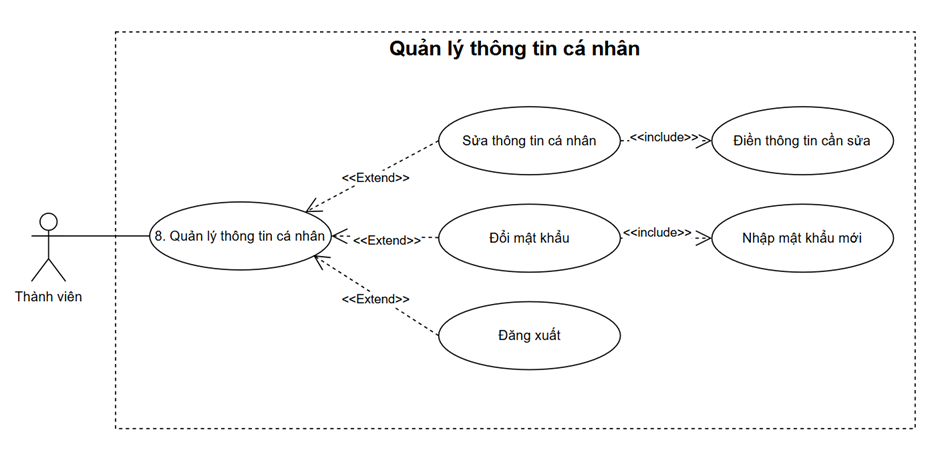 Quản lý thông tin cá nhân
Sửa thông tin cá nhân
<<include>>
Điền thông tin cần sửa
<<Extend>>
8. Quản lý thông tin cá nhân
<<Extend>>
Đổi mật khẩu
<<include>>
Nhập mật khẩu mới
Thành viên
<<Extend>>
Đăng xuất